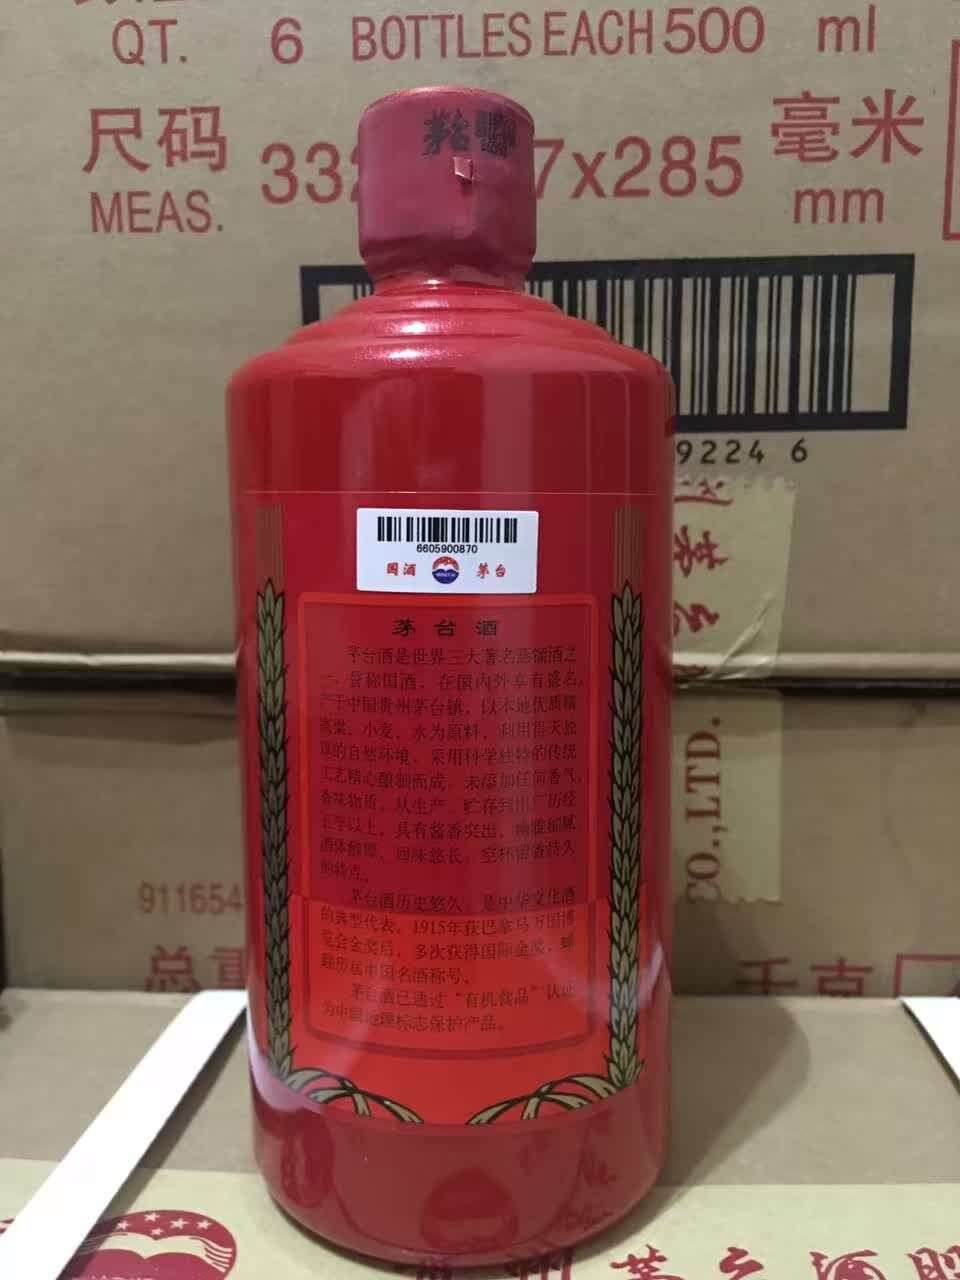 QT. 6 BOTTLES EACH 500 ml
尺码 332 7x285 毫米
MEAS. mm
9224 6
6605900870
国酒 茅台
茅台酒
茅台酒是世界三大著名蒸馏酒之
一，誉称国酒，在国内外享有盛名。
产于中国贵州茅台镇，以本地优质糯
高粱、小麦、水为原料，利用得天独
厚的自然环境，采用科学独特的传统
工艺精心酿制而成，未添加任何香气、
香味物质。从生产、贮存到出厂历经
五年以上，具有酱香突出、幽雅细腻、
酒体醇厚、回味悠长、空杯留香持久
的特点。
茅台酒历史悠久，是中华文化酒
的典型代表。1915年获巴拿马万国博
览会金奖后，多次获得国际金奖，蝉
联历届中国名酒称号。
茅台酒已通过“有机食品”认证
为中国地理标志保护产品。
CO.,LTD.
911654
总重 千克
州茅台酒股